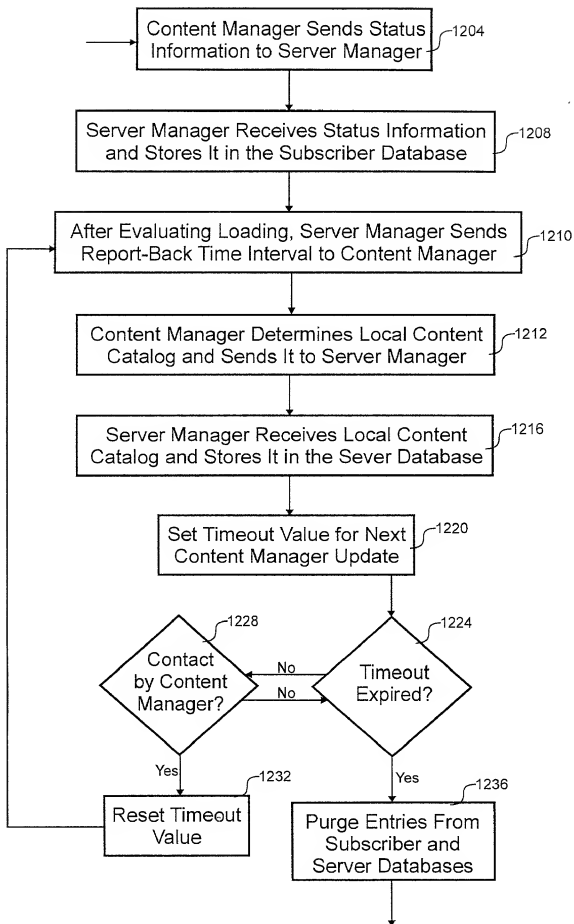 Content Manager Sends Status
Information to Server Manager
1204
Server Manager Receives Status Information
and Stores It in the Subscriber Database
1208
After Evaluating Loading, Server Manager Sends
Report-Back Time Interval to Content Manager
1210
Content Manager Determines Local Content
Catalog and Sends It to Server Manager
1212
Server Manager Receives Local Content
Catalog and Stores It in the Sever Database
1216
Set Timeout Value for Next
Content Manager Update
1220
1228
Contact
by Content
Manager?
No
No
1224
Timeout
Expired?
Yes
1232
Reset Timeout
Value
Yes
1236
Purge Entries From
Subscriber and
Server Databases